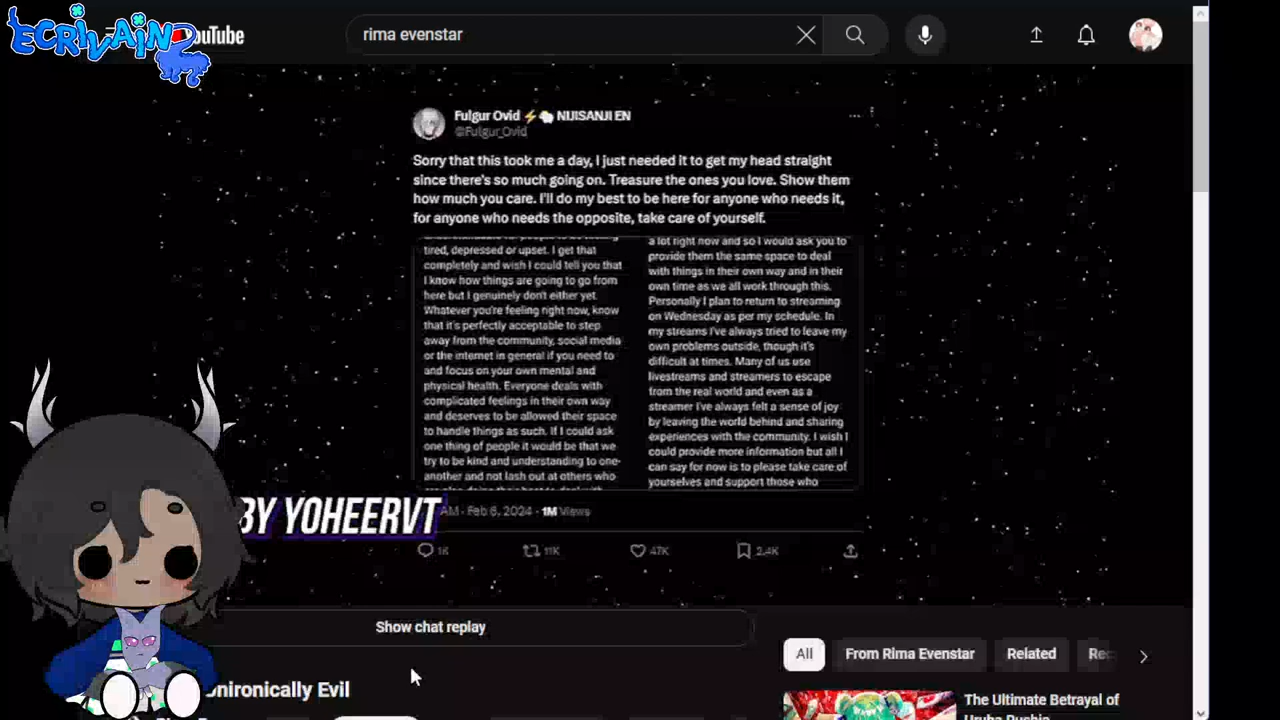 ECRIVAIN
YouTube
rima evenstar
Fulgur Ovid ⚡ NIJISANJI EN
@Fulgur_Ovid
Sorry that this took me a day, I just needed it to get my head straight
since there's so much going on. Treasure the ones you love. Show them
how much you care. I'll do my best to be here for anyone who needs it,
for anyone who needs the opposite, take care of yourself.
tired, depressed or upset. I get that
completely and wish I could tell you that
I know how things are going to go from
here but I genuinely don't either yet.
Whatever you're feeling right now, know
that it's perfectly acceptable to step
away from the community, social media
or the internet in general if you need to
and focus on your own mental and
physical health. Everyone deals with
complicated feelings in their own way
and deserves to be allowed their space
to handle things as such. If I could ask
one thing of people it would be that we
try to be kind and understanding to one-
another and not lash out at others who
a lot right now and so I would ask you to
provide them the same space to deal
with things in their own way and in their
own time as we all work through this.
Personally I plan to return to streaming
on Wednesday as per my schedule. In
my streams I've always tried to leave my
own problems outside, though it's
difficult at times. Many of us use
livestreams and streamers to escape
from the real world and even as a
streamer I've always felt a sense of joy
by leaving the world behind and sharing
experiences with the community. I wish I
could provide more information but all I
can say for now is to please take care of
yourselves and support those who
BY YOHEERVT
AM · Feb 6, 2024 · 1M Views
1K 11K 47K 2.4K
Show chat replay
All From Rima Evenstar Related Rec
nironically Evil
The Ultimate Betrayal of
Uruha Rushia